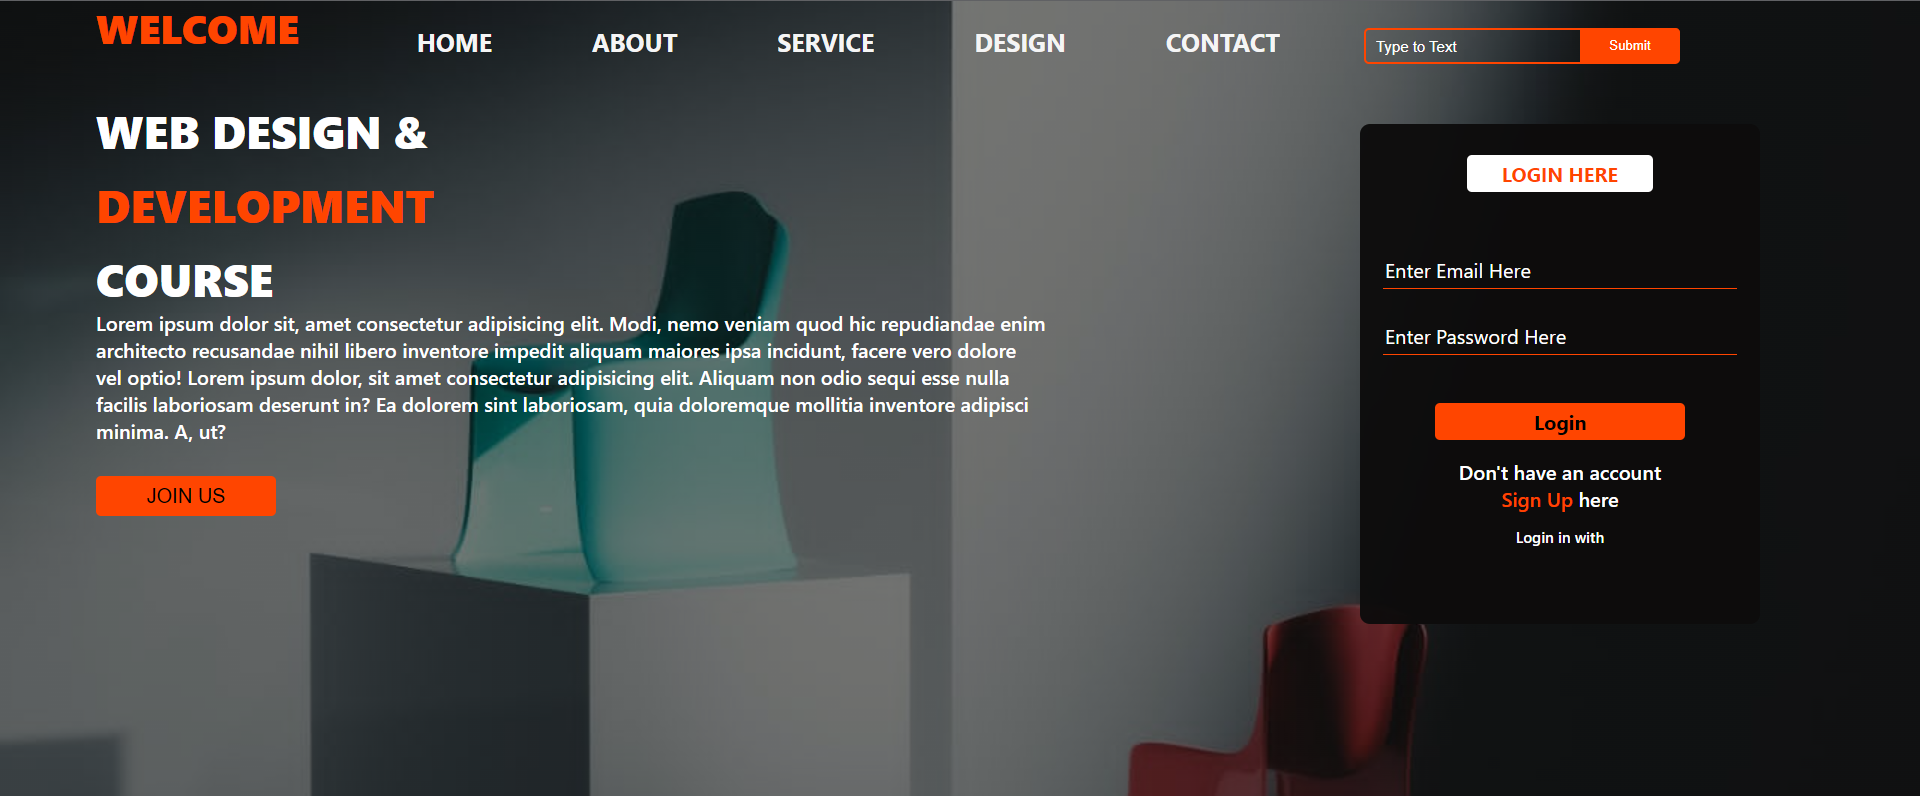 WELCOME
HOME
ABOUT
SERVICE
DESIGN
CONTACT
Type to Text
Submit
WEB DESIGN &
DEVELOPMENT
COURSE
Lorem ipsum dolor sit, amet consectetur adipisicing elit. Modi, nemo veniam quod hic repudiandae enim
architecto recusandae nihil libero inventore impedit aliquam maiores ipsa incidunt, facere vero dolore
vel optio! Lorem ipsum dolor, sit amet consectetur adipisicing elit. Aliquam non odio sequi esse nulla
facilis laboriosam deserunt in? Ea dolorem sint laboriosam, quia doloremque mollitia inventore adipisci
minima. A, ut?
JOIN US
LOGIN HERE
Enter Email Here
Enter Password Here
Login
Don't have an account
Sign Up here
Login in with